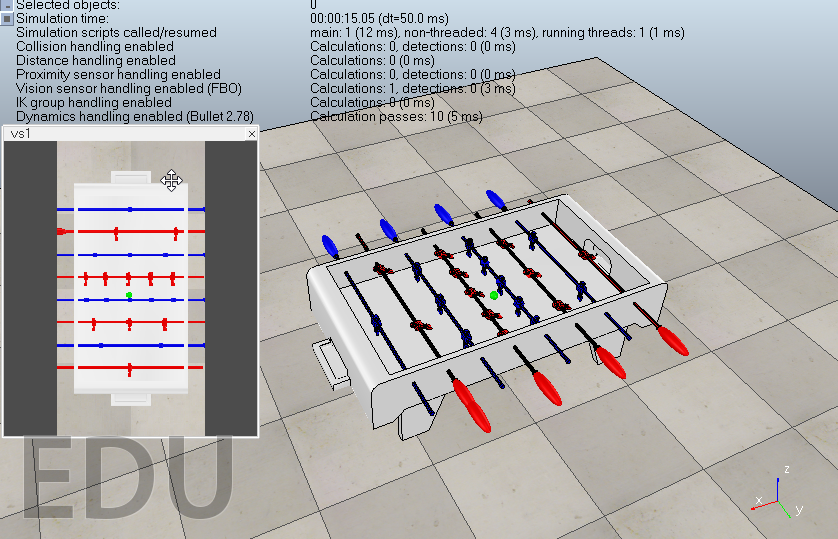 Selected objects: 0
Simulation time: 00:00:15.05 (dt=50.0 ms)
Simulation scripts called/resumed main: 1 (12 ms), non-threaded: 4 (3 ms), running threads: 1 (1 ms)
Collision handling enabled Calculations: 0, detections: 0 (0 ms)
Distance handling enabled Calculations: 0 (0 ms)
Proximity sensor handling enabled Calculations: 0, detections: 0 (0 ms)
Vision sensor handling enabled (FBO) Calculations: 1, detections: 0 (3 ms)
IK group handling enabled Calculations: 0 (0 ms)
Dynamics handling enabled (Bullet 2.78) Calculation passes: 10 (5 ms)
vs1
EDU
z
x
y